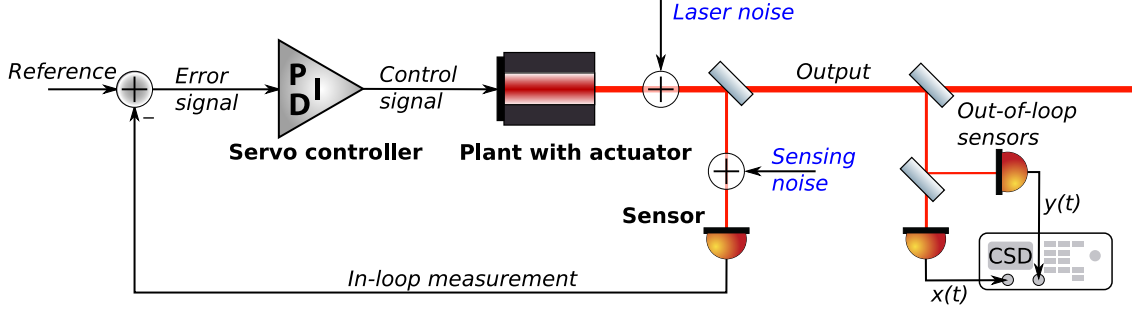 Laser noise
Reference
Error
signal
P
I
D
Control
signal
Output
Out-of-loop
sensors
Servo controller
Plant with actuator
Sensing
noise
–
Sensor
y(t)
CSD
In-loop measurement
x(t)